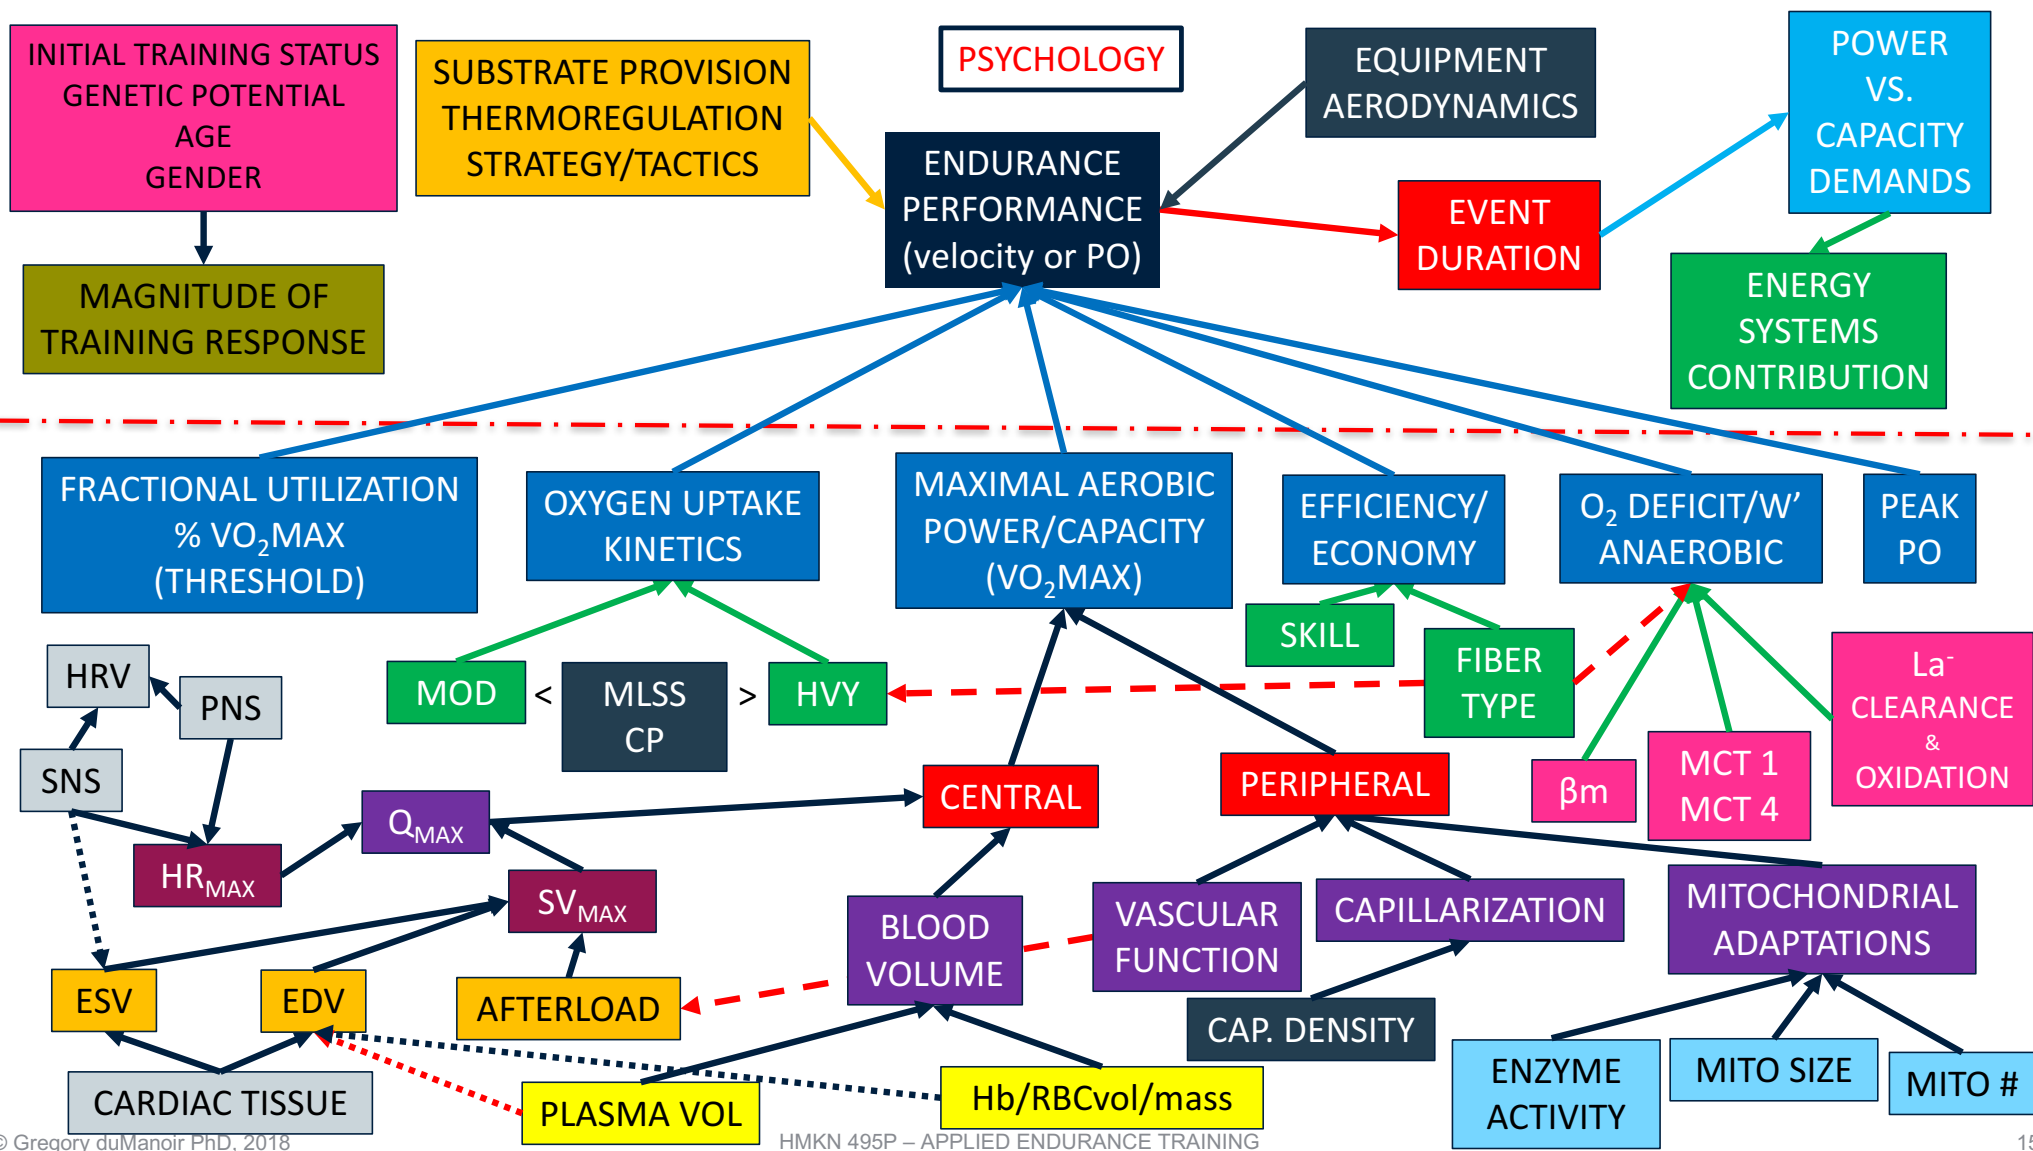 INITIAL TRAINING STATUS
GENETIC POTENTIAL
AGE
GENDER
SUBSTRATE PROVISION
THERMOREGULATION
STRATEGY/TACTICS
PSYCHOLOGY
EQUIPMENT
AERODYNAMICS
POWER
VS.
CAPACITY
DEMANDS
ENDURANCE
PERFORMANCE
(velocity or PO)
EVENT
DURATION
MAGNITUDE OF
TRAINING RESPONSE
ENERGY
SYSTEMS
CONTRIBUTION
FRACTIONAL UTILIZATION
% VO₂MAX
(THRESHOLD)
OXYGEN UPTAKE
KINETICS
MAXIMAL AEROBIC
POWER/CAPACITY
(VO₂MAX)
EFFICIENCY/
ECONOMY
O₂ DEFICIT/W’
ANAEROBIC
PEAK
PO
SKILL
FIBER
TYPE
La⁻
CLEARANCE
&
OXIDATION
HRV
PNS
SNS
MOD
<
MLSS
CP
>
HVY
βm
MCT 1
MCT 4
CENTRAL
PERIPHERAL
Q_MAX
HR_MAX
SV_MAX
BLOOD
VOLUME
VASCULAR
FUNCTION
CAPILLARIZATION
MITOCHONDRIAL
ADAPTATIONS
ESV
EDV
AFTERLOAD
CAP. DENSITY
ENZYME
ACTIVITY
MITO SIZE
MITO #
CARDIAC TISSUE
PLASMA VOL
Hb/RBCvol/mass
© Gregory duManoir PhD, 2018
HMKN 495P – APPLIED ENDURANCE TRAINING
15